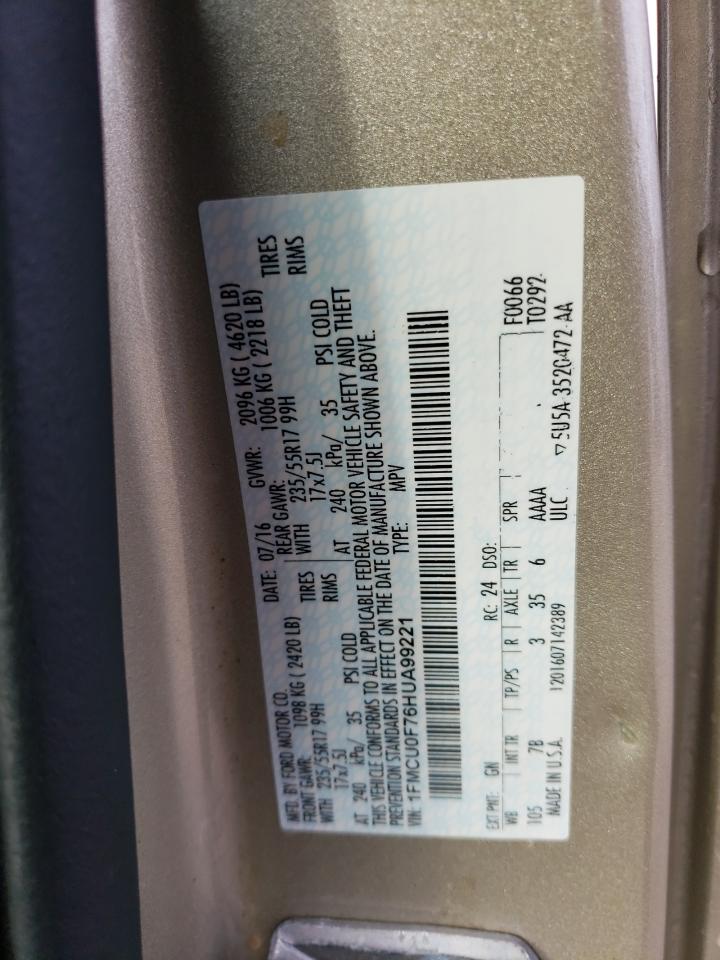 MFD. BY FORD MOTOR CO. DATE: 07/16 GVWR: 2096 KG ( 4620 LB)
FRONT GAWR: 1098 KG ( 2420 LB) REAR GAWR: 1006 KG ( 2218 LB)
WITH 235/55R17 99H TIRES WITH 235/55R17 99H TIRES
17x7.5J RIMS 17x7.5J RIMS
AT 240 kPa/ 35 PSI COLD AT 240 kPa/ 35 PSI COLD
THIS VEHICLE CONFORMS TO ALL APPLICABLE FEDERAL MOTOR VEHICLE SAFETY AND THEFT
PREVENTION STANDARDS IN EFFECT ON THE DATE OF MANUFACTURE SHOWN ABOVE.
VIN: 1FMCU0F76HUA99221 TYPE: MPV
EXT PNT: GN RC: 24 DSO:
WB INT TR TP/PS R AXLE TR SPR F0066
105 7B 3 35 6 AAAA T0292
MADE IN U.S.A. 1201607142389 ULC ▽5U5A-3520472-AA